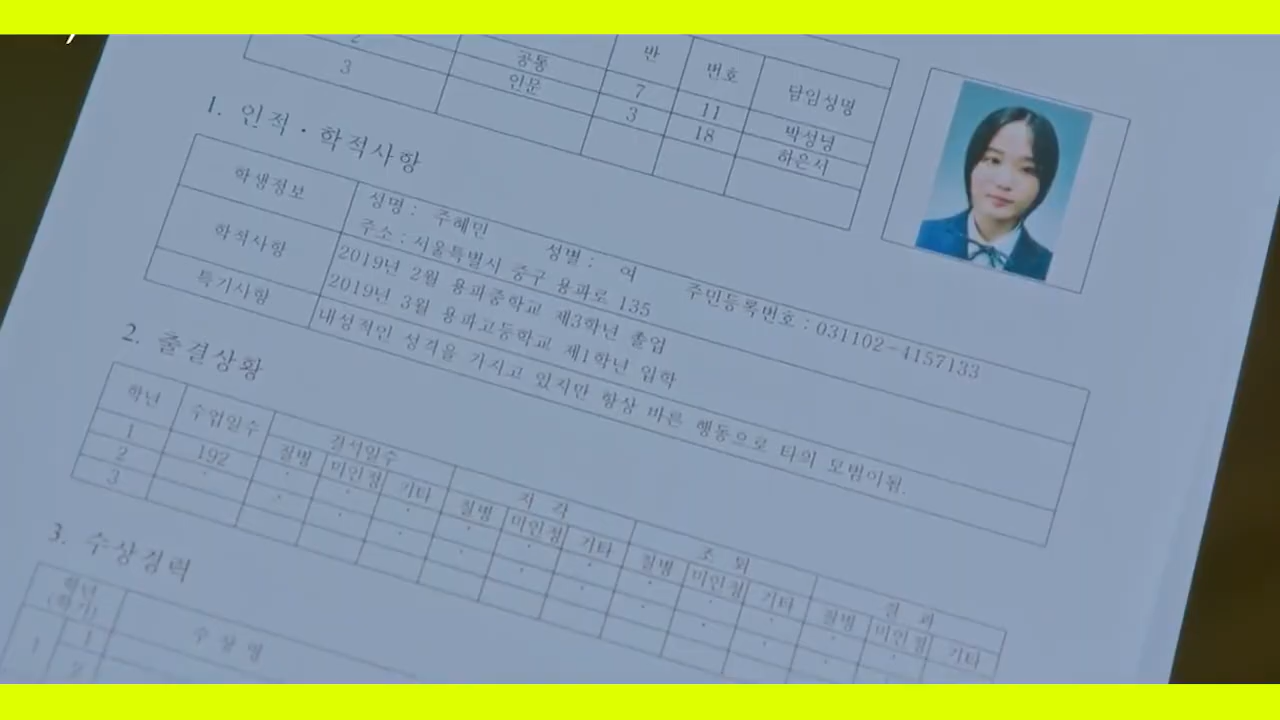 반 번호 담임성명
2 공통 7 11 박성녕
3 인문 3 18 하은서
1. 인적·학적사항
학생정보 성명 : 주혜민 성별 : 여 주민등록번호 : 031102-4157133
주소 : 서울특별시 중구 용파로 135
학적사항 2019년 2월 용파중학교 제3학년 졸업
2019년 3월 용파고등학교 제1학년 입학
특기사항 내성적인 성격을 가지고 있지만 항상 바른 행동으로 타의 모범이됨.
2. 출결상황
학년 수업일수 결석일수 지 각 조 퇴 결 과
질병 미인정 기타 질병 미인정 기타 질병 미인정 기타 질병 미인정 기타
1 192
2
3
3. 수상경력
학년 (학기) 수 상 명
1 1
2